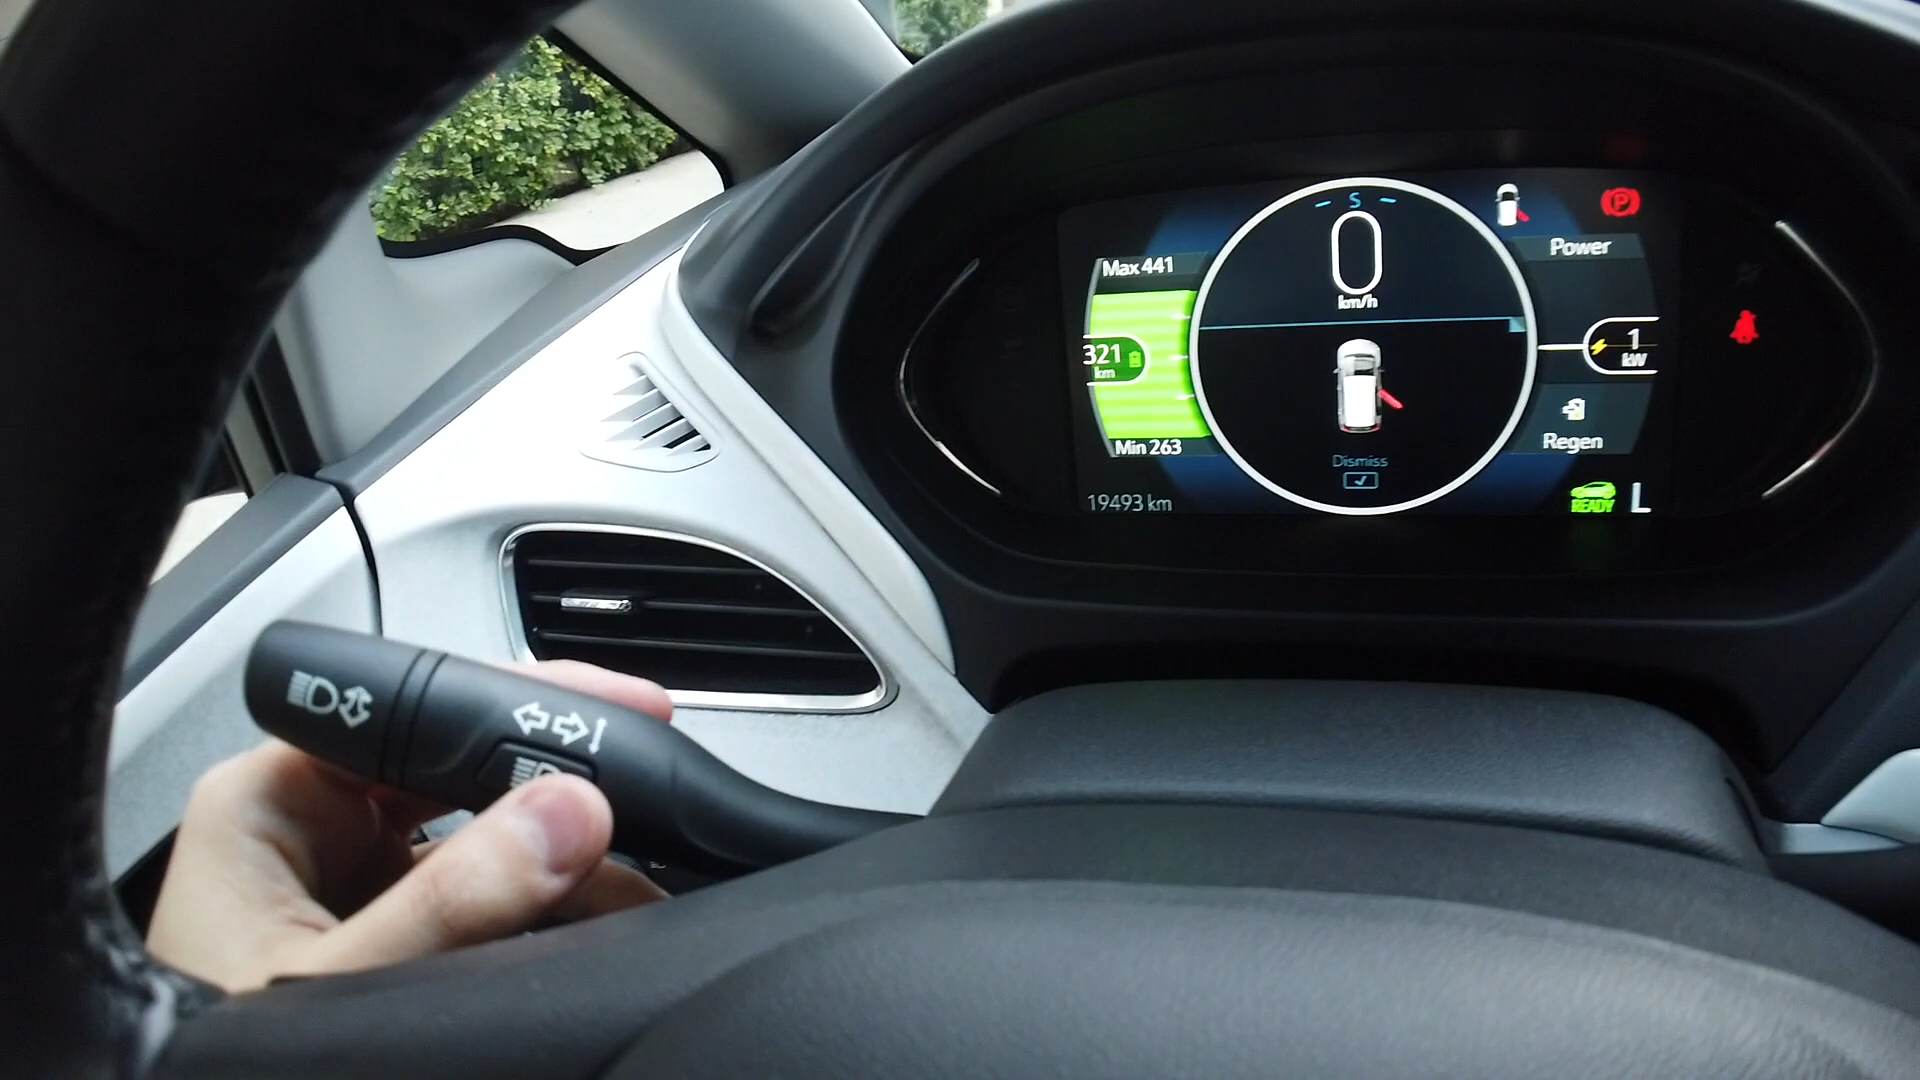 S
0
km/h
Max 441
321
km
Min 263
19493 km
Dismiss
P
Power
1
kW
Regen
READY
L